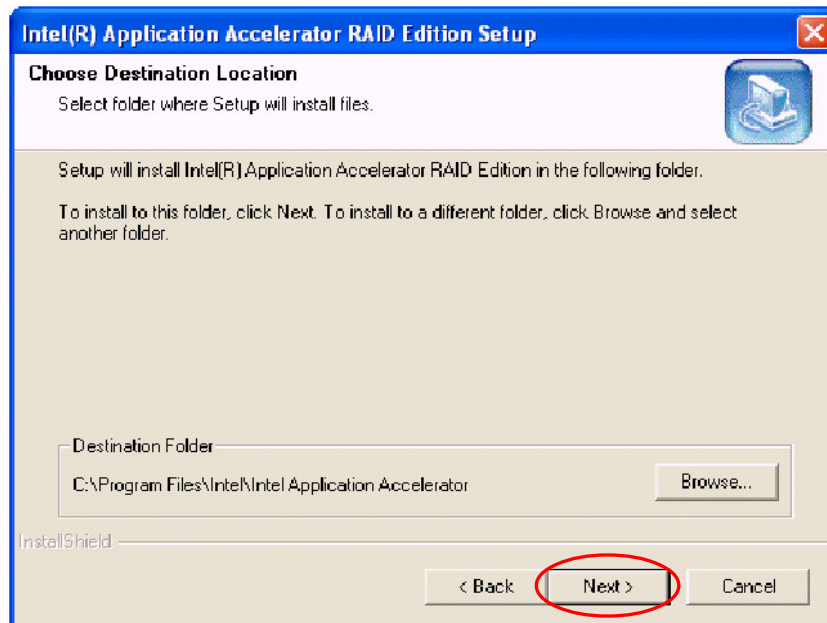 Intel(R) Application Accelerator RAID Edition Setup
Choose Destination Location
Select folder where Setup will install files.
Setup will install Intel(R) Application Accelerator RAID Edition in the following folder.
To install to this folder, click Next. To install to a different folder, click Browse and select
another folder.
Destination Folder
C:\Program Files\Intel\Intel Application Accelerator
Browse...
InstallShield
< Back
Next >
Cancel